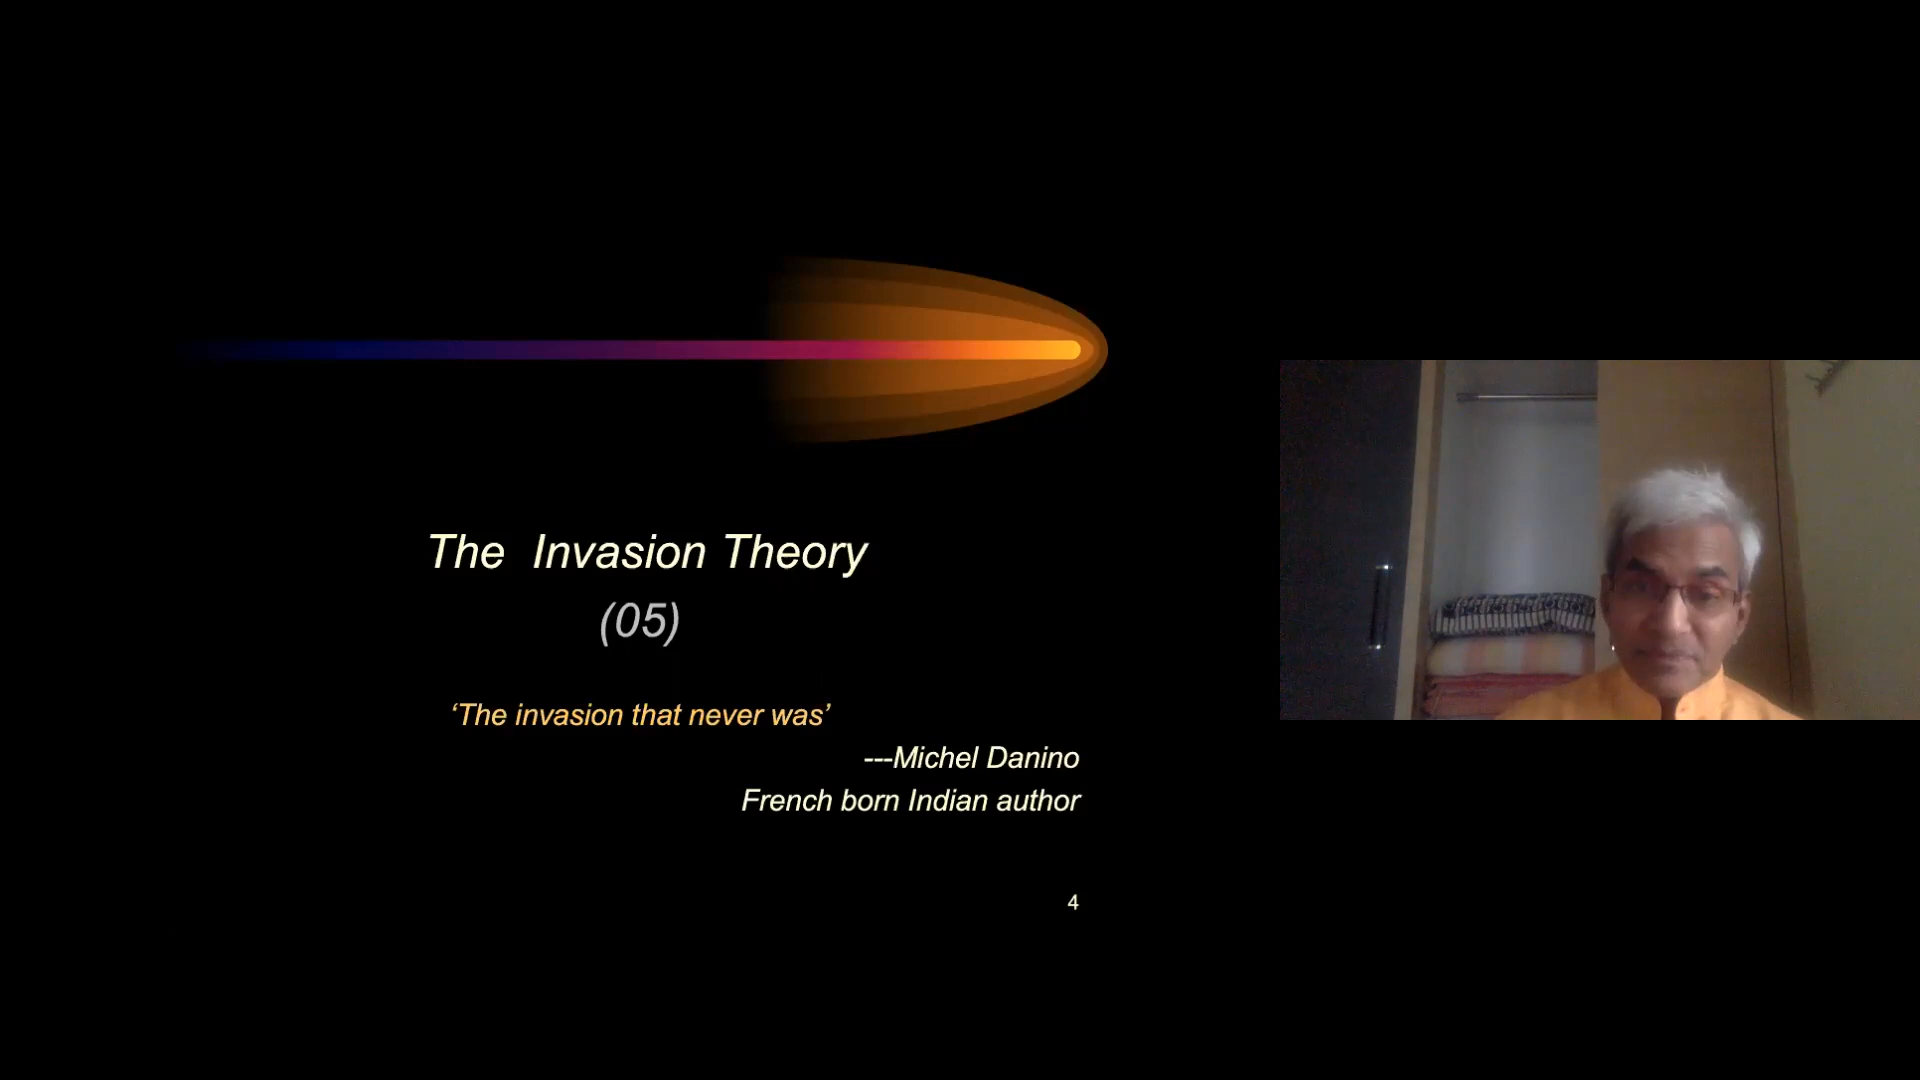 The  Invasion Theory
(05)
‘The invasion that never was’
---Michel Danino
French born Indian author
4